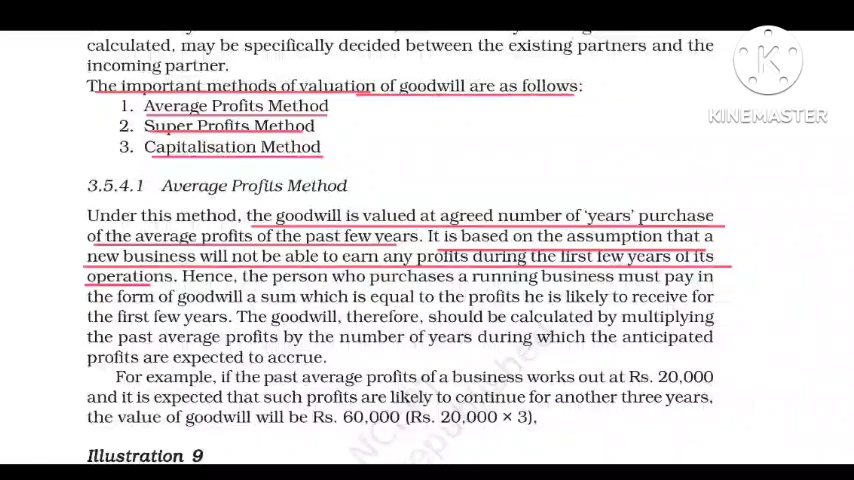 calculated, may be specifically decided between the existing partners and the
incoming partner.
The important methods of valuation of goodwill are as follows:
1. Average Profits Method
2. Super Profits Method
3. Capitalisation Method
3.5.4.1 Average Profits Method
Under this method, the goodwill is valued at agreed number of ‘years’ purchase
of the average profits of the past few years. It is based on the assumption that a
new business will not be able to earn any profits during the first few years of its
operations. Hence, the person who purchases a running business must pay in
the form of goodwill a sum which is equal to the profits he is likely to receive for
the first few years. The goodwill, therefore, should be calculated by multiplying
the past average profits by the number of years during which the anticipated
profits are expected to accrue.
For example, if the past average profits of a business works out at Rs. 20,000
and it is expected that such profits are likely to continue for another three years,
the value of goodwill will be Rs. 60,000 (Rs. 20,000 × 3),
Illustration 9
K
KINEMASTER